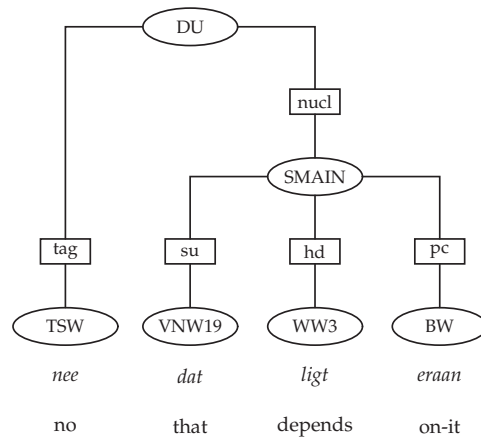 DU
nucl
SMAIN
tag su hd pc
TSW VNW19 WW3 BW
nee dat ligt eraan
no that depends on-it